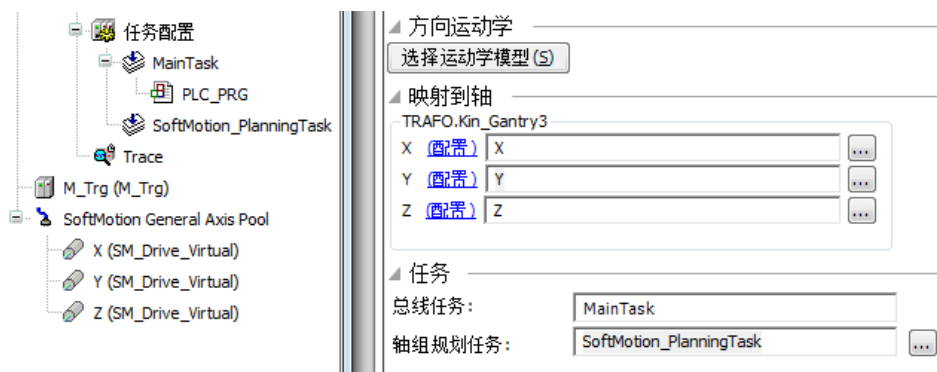 任务配置
MainTask
PLC_PRG
SoftMotion_PlanningTask
Trace
M_Trg (M_Trg)
SoftMotion General Axis Pool
X (SM_Drive_Virtual)
Y (SM_Drive_Virtual)
Z (SM_Drive_Virtual)
方向运动学
选择运动学模型(S)
映射到轴
TRAFO.Kin_Gantry3
X (配置) X ...
Y (配置) Y ...
Z (配置) Z ...
任务
总线任务: MainTask
轴组规划任务: SoftMotion_PlanningTask ...